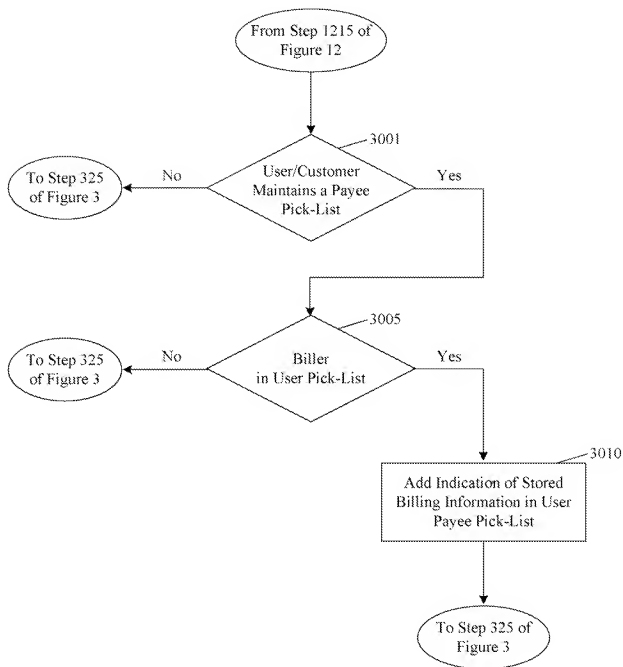 From Step 1215 of
Figure 12
3001
User/Customer
Maintains a Payee
Pick-List
No
Yes
To Step 325
of Figure 3
3005
Biller
in User Pick-List
No
Yes
To Step 325
of Figure 3
3010
Add Indication of Stored
Billing Information in User
Payee Pick-List
To Step 325 of
Figure 3